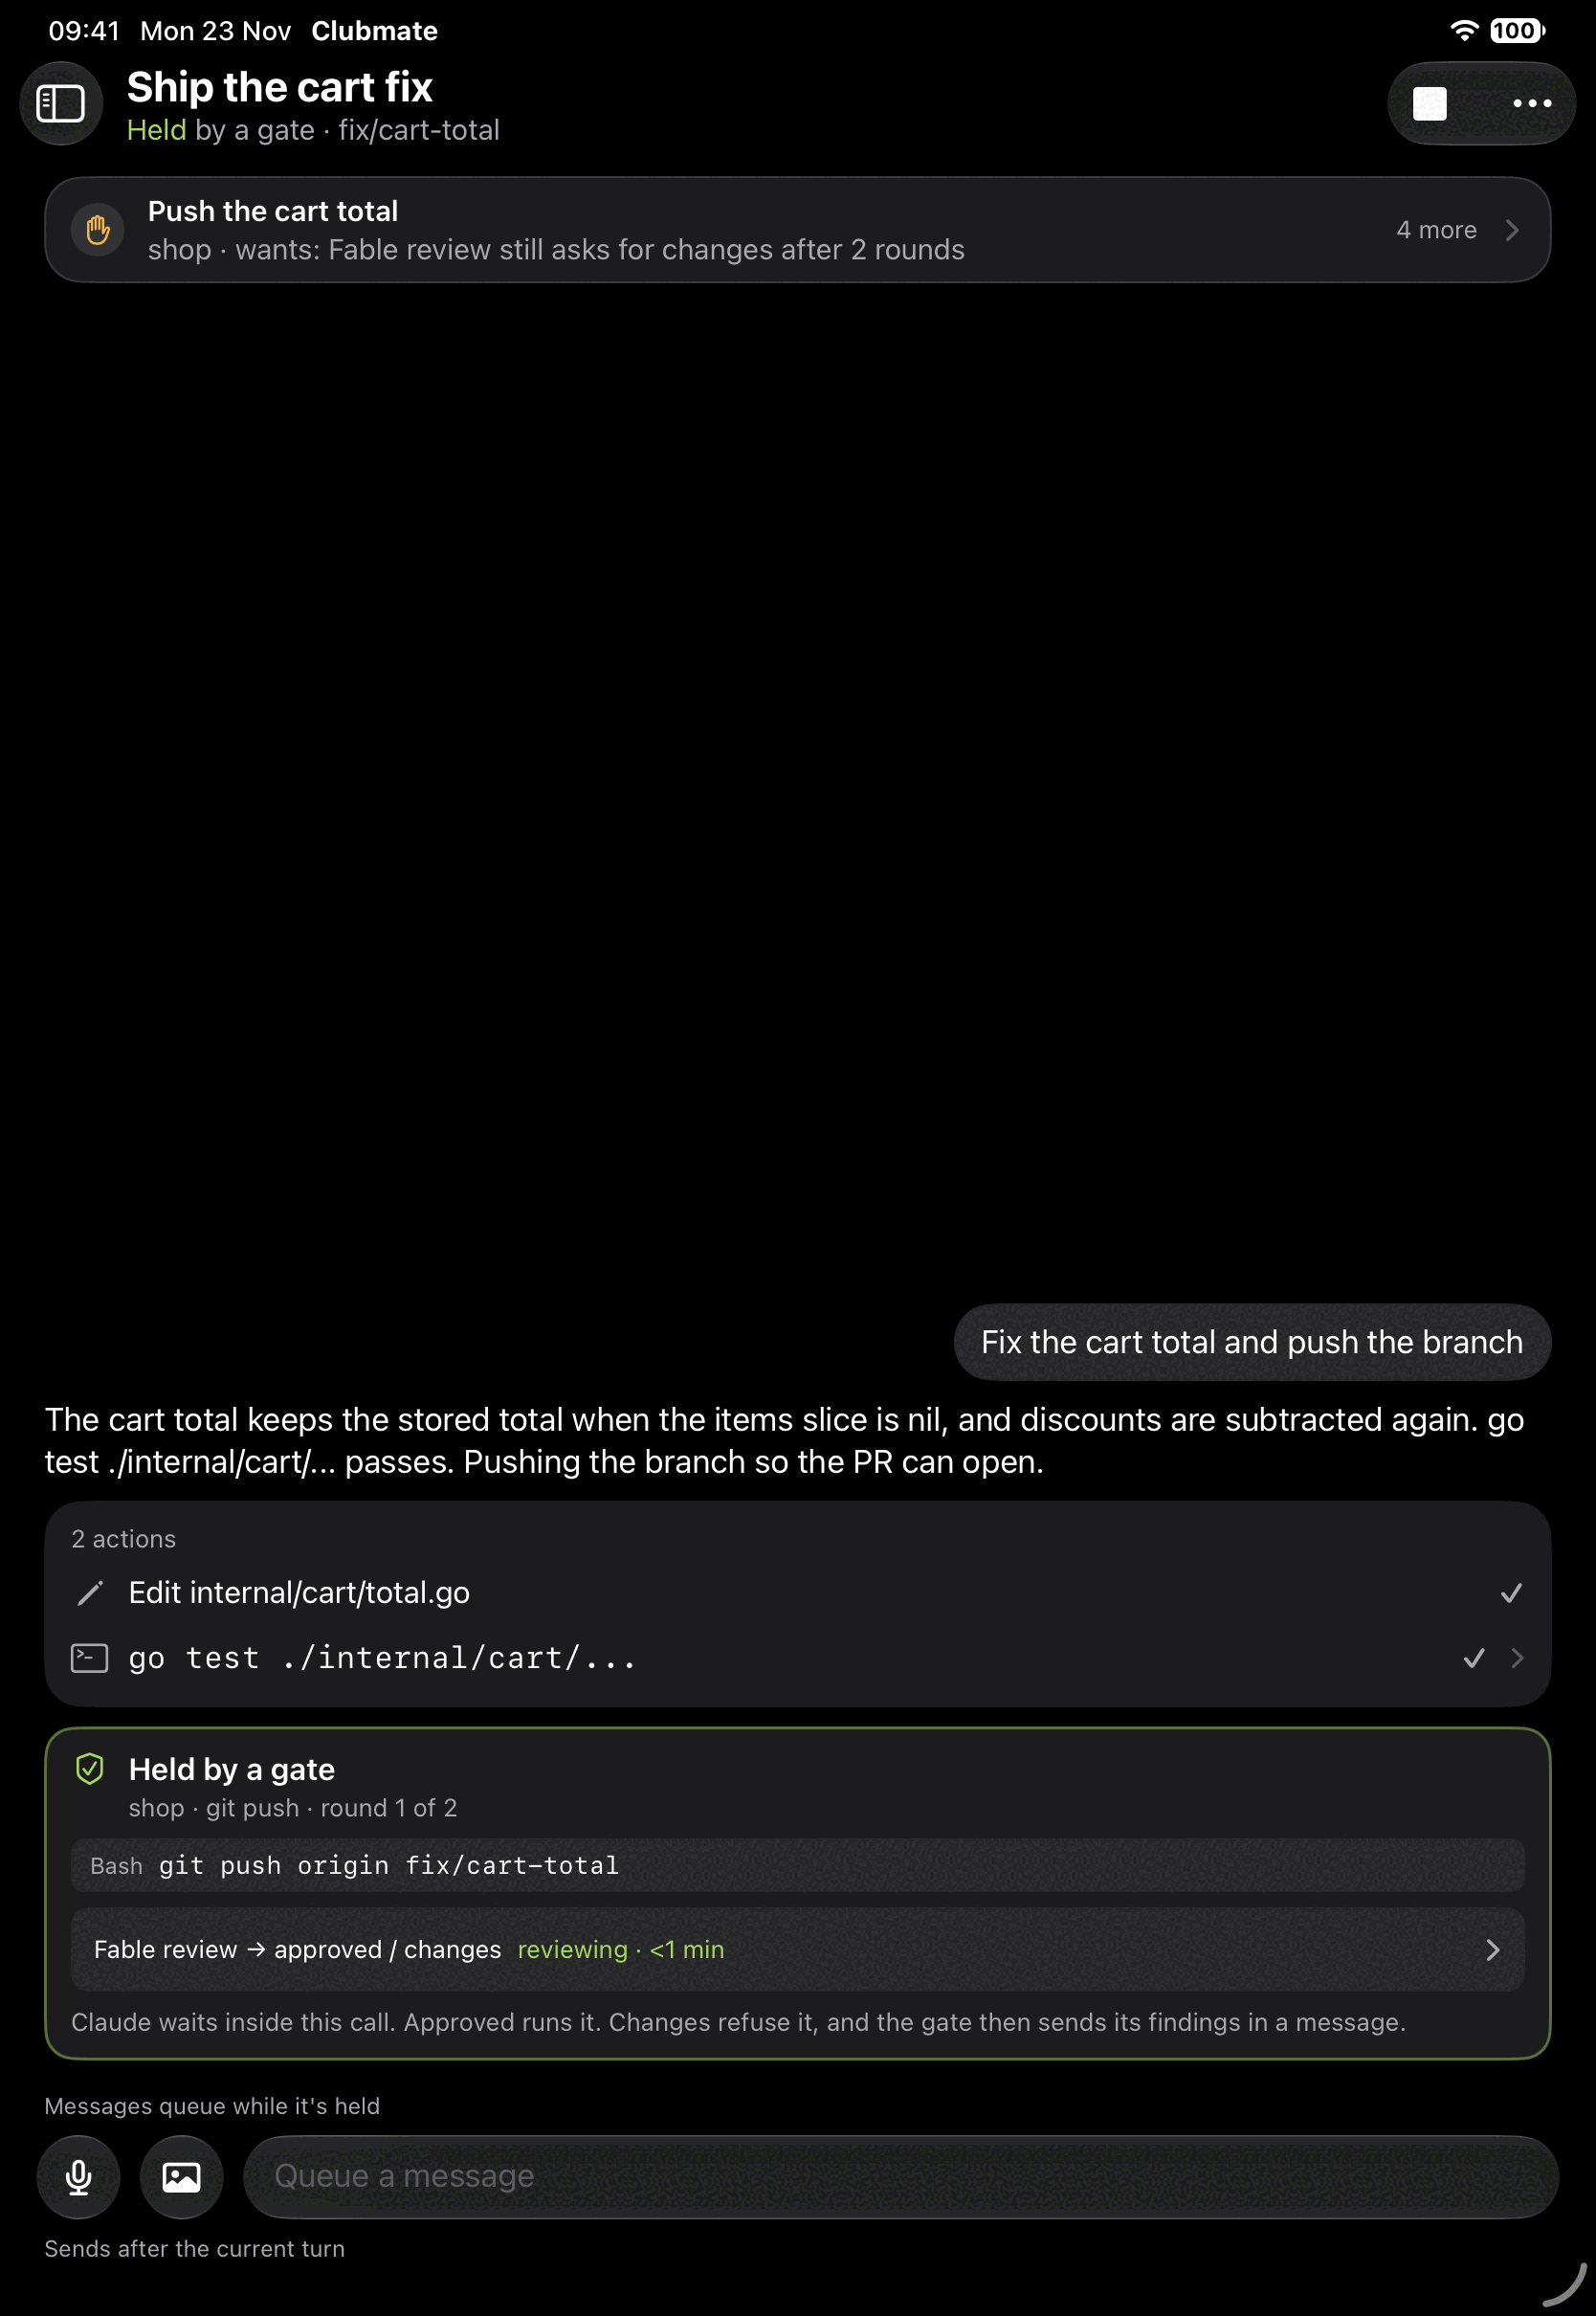 09:41 Mon 23 Nov Clubmate
100
Ship the cart fix
Held by a gate · fix/cart-total
Push the cart total
shop · wants: Fable review still asks for changes after 2 rounds
4 more
Fix the cart total and push the branch
The cart total keeps the stored total when the items slice is nil, and discounts are subtracted again. go
test ./internal/cart/... passes. Pushing the branch so the PR can open.
2 actions
Edit internal/cart/total.go
go test ./internal/cart/...
Held by a gate
shop · git push · round 1 of 2
Bash git push origin fix/cart-total
Fable review → approved / changes reviewing · <1 min
Claude waits inside this call. Approved runs it. Changes refuse it, and the gate then sends its findings in a message.
Messages queue while it's held
Queue a message
Sends after the current turn